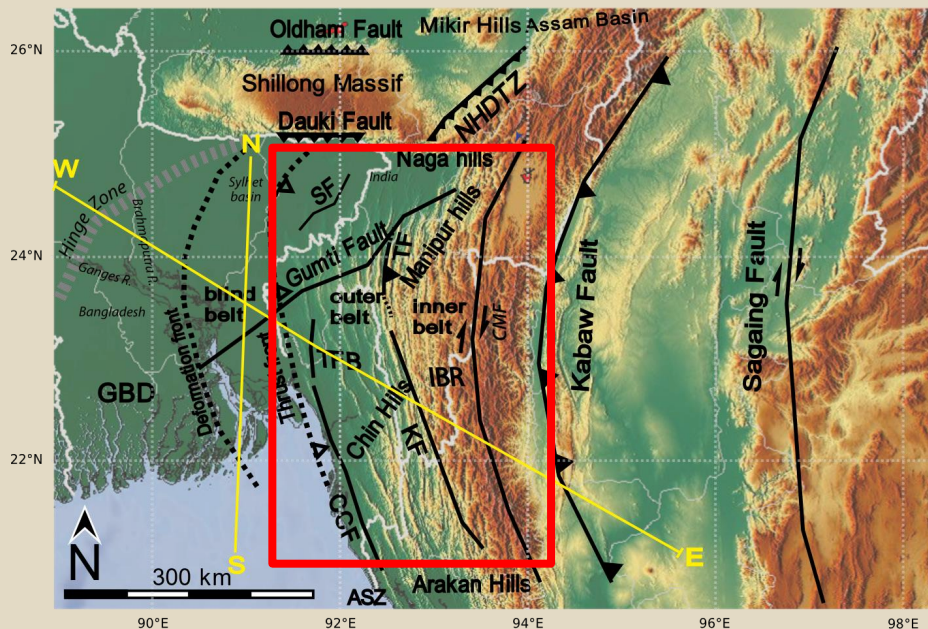 Mikir Hills Assam Basin
Oldham Fault
26°N
Shillong Massif
NHDTZ
Dauki Fault
N
W
Naga hills
Sylhet
basin
India
SF
Hinge Zone
Brahmaputra R.
24°N
Gumti Fault
TF
Manipur hills
Ganges R.
blind
belt
outer
belt
inner
belt
CMF
Kabaw Fault
Sagaing Fault
Bangladesh
Deformation front
Thrust front
TFB
IBR
GBD
Chin Hills
KF
22°N
CCF
N
S
E
300 km
Arakan Hills
ASZ
90°E
92°E
94°E
96°E
98°E